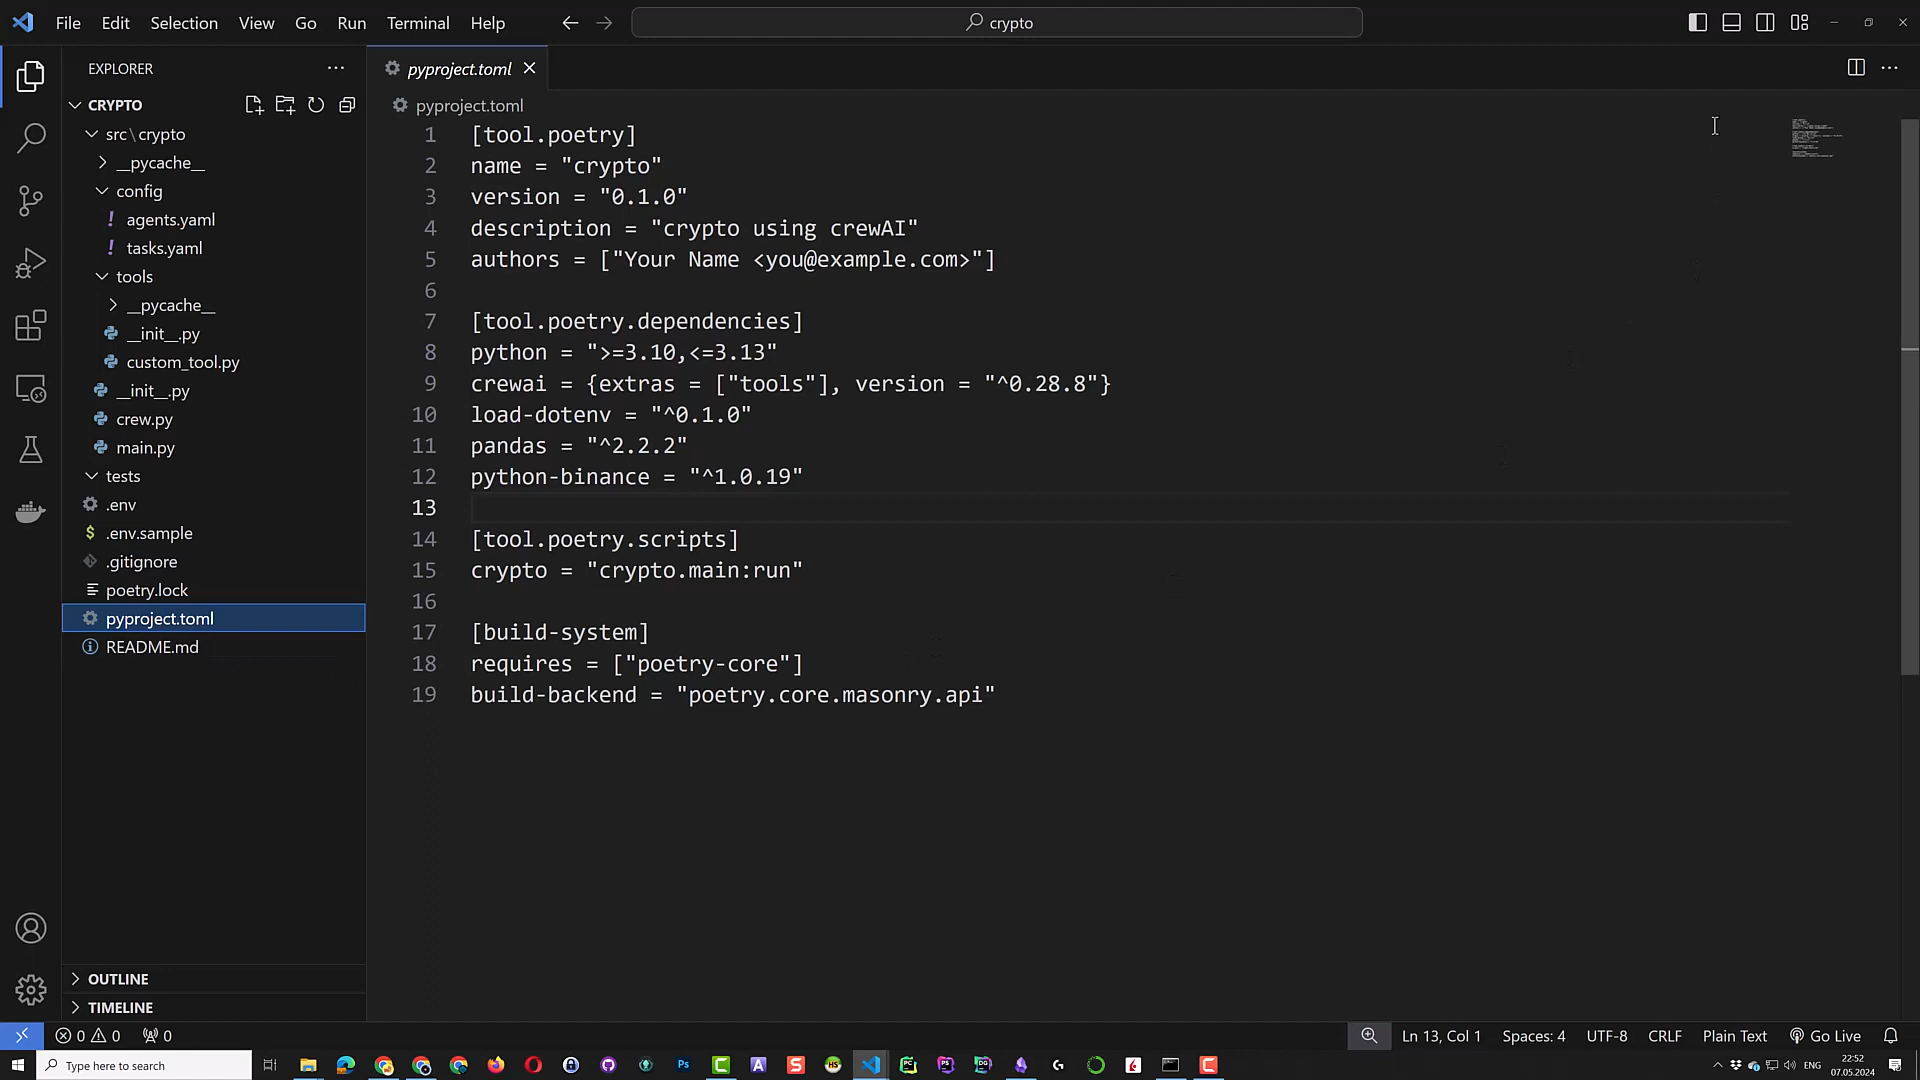 File Edit Selection View Go Run Terminal Help
crypto
EXPLORER
pyproject.toml
CRYPTO
pyproject.toml
src\crypto
__pycache__
config
agents.yaml
tasks.yaml
tools
__pycache__
__init__.py
custom_tool.py
__init__.py
crew.py
main.py
tests
.env
.env.sample
.gitignore
poetry.lock
pyproject.toml
README.md
OUTLINE
TIMELINE
1 [tool.poetry]
2 name = "crypto"
3 version = "0.1.0"
4 description = "crypto using crewAI"
5 authors = ["Your Name <you@example.com>"]
6
7 [tool.poetry.dependencies]
8 python = ">=3.10,<=3.13"
9 crewai = {extras = ["tools"], version = "^0.28.8"}
10 load-dotenv = "^0.1.0"
11 pandas = "^2.2.2"
12 python-binance = "^1.0.19"
13
14 [tool.poetry.scripts]
15 crypto = "crypto.main:run"
16
17 [build-system]
18 requires = ["poetry-core"]
19 build-backend = "poetry.core.masonry.api"
0 0 0 Ln 13, Col 1 Spaces: 4 UTF-8 CRLF Plain Text Go Live
Type here to search
ENG
22:52
07.05.2024